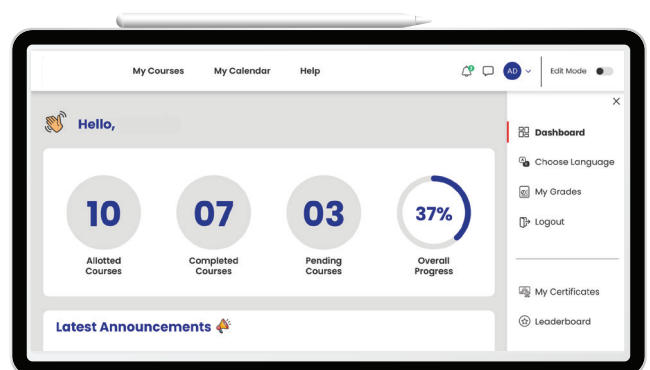 My Courses My Calendar Help AD Edit Mode
Hello,
10 07 03 37%
Allotted Courses
Completed Courses
Pending Courses
Overall Progress
Latest Announcements
Dashboard
Choose Language
My Grades
Logout
My Certificates
Leaderboard